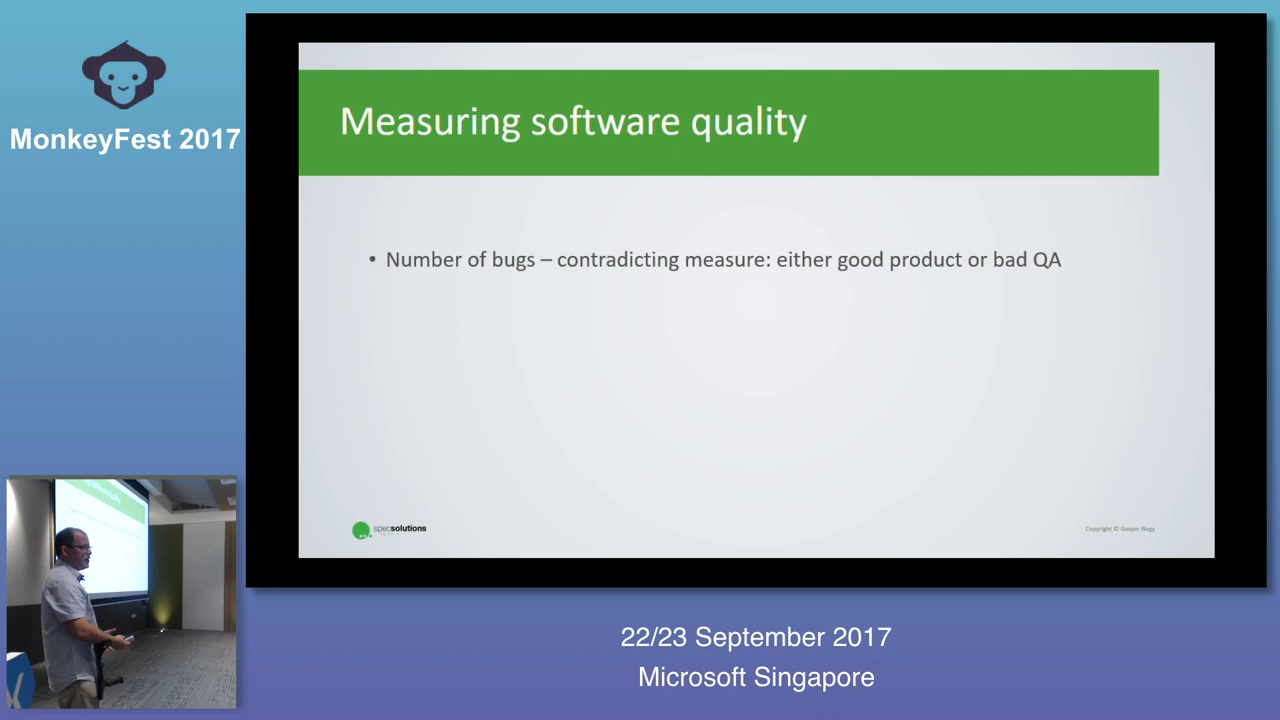 MonkeyFest 2017
Measuring software quality
• Number of bugs – contradicting measure: either good product or bad QA
specsolutions
Copyright © Gaspar Nagy
22/23 September 2017
Microsoft Singapore